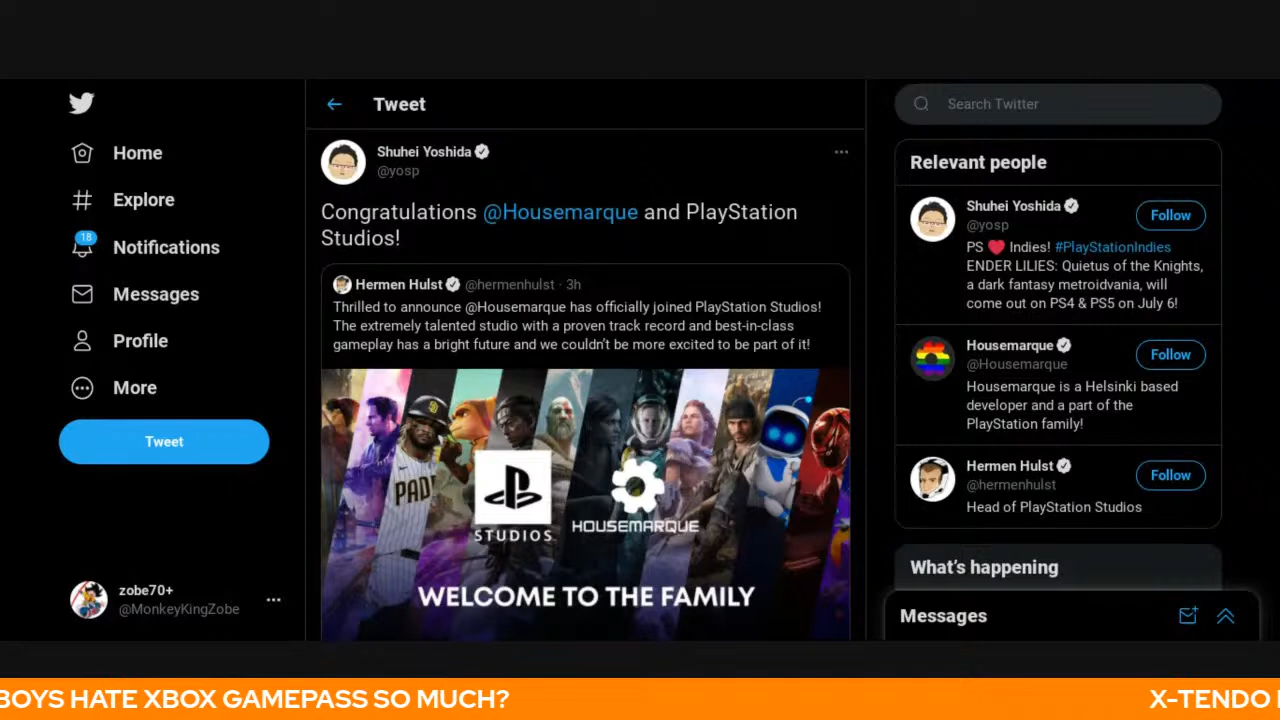 Home
Explore
18
Notifications
Messages
Profile
More
Tweet
zobe70+
@MonkeyKingZobe
Tweet
Shuhei Yoshida
@yosp
Congratulations @Housemarque and PlayStation
Studios!
Hermen Hulst @hermenhulst · 3h
Thrilled to announce @Housemarque has officially joined PlayStation Studios!
The extremely talented studio with a proven track record and best-in-class
gameplay has a bright future and we couldn't be more excited to be part of it!
PAD
STUDIOS
HOUSEMARQUE
WELCOME TO THE FAMILY
Search Twitter
Relevant people
Shuhei Yoshida
@yosp
Follow
PS ❤️ Indies! #PlayStationIndies
ENDER LILIES: Quietus of the Knights,
a dark fantasy metroidvania, will
come out on PS4 & PS5 on July 6!
Housemarque
@Housemarque
Follow
Housemarque is a Helsinki based
developer and a part of the
PlayStation family!
Hermen Hulst
@hermenhulst
Follow
Head of PlayStation Studios
What's happening
Messages
BOYS HATE XBOX GAMEPASS SO MUCH?
X-TENDO